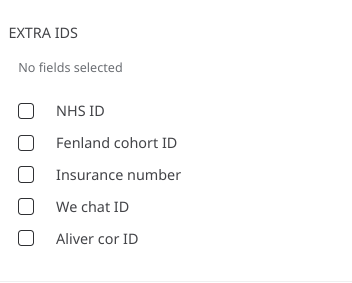 EXTRA IDS
No fields selected
NHS ID
Fenland cohort ID
Insurance number
We chat ID
Aliver cor ID